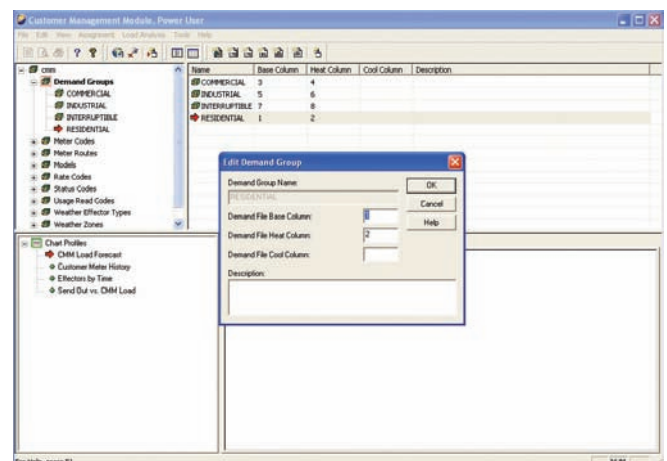 Customer Management Module, Power User
File Edit View Assignment Load Analysis Tools Help
cmm
Demand Groups
COMMERCIAL
INDUSTRIAL
INTERRUPTIBLE
RESIDENTIAL
Meter Codes
Meter Routes
Models
Rate Codes
Status Codes
Usage Read Codes
Weather Effector Types
Weather Zones
Name Base Column Heat Column Cool Column Description
COMMERCIAL 3 4
INDUSTRIAL 5 6
INTERRUPTIBLE 7 8
RESIDENTIAL 1 2
Edit Demand Group
Demand Group Name:
RESIDENTIAL
Demand File Base Column: 1
Demand File Heat Column: 2
Demand File Cool Column:
Description:
OK
Cancel
Help
Chart Profiles
CMM Load Forecast
Customer Meter History
Effectors by Time
Send Out vs. CMM Load
For Help, press F1
NUM